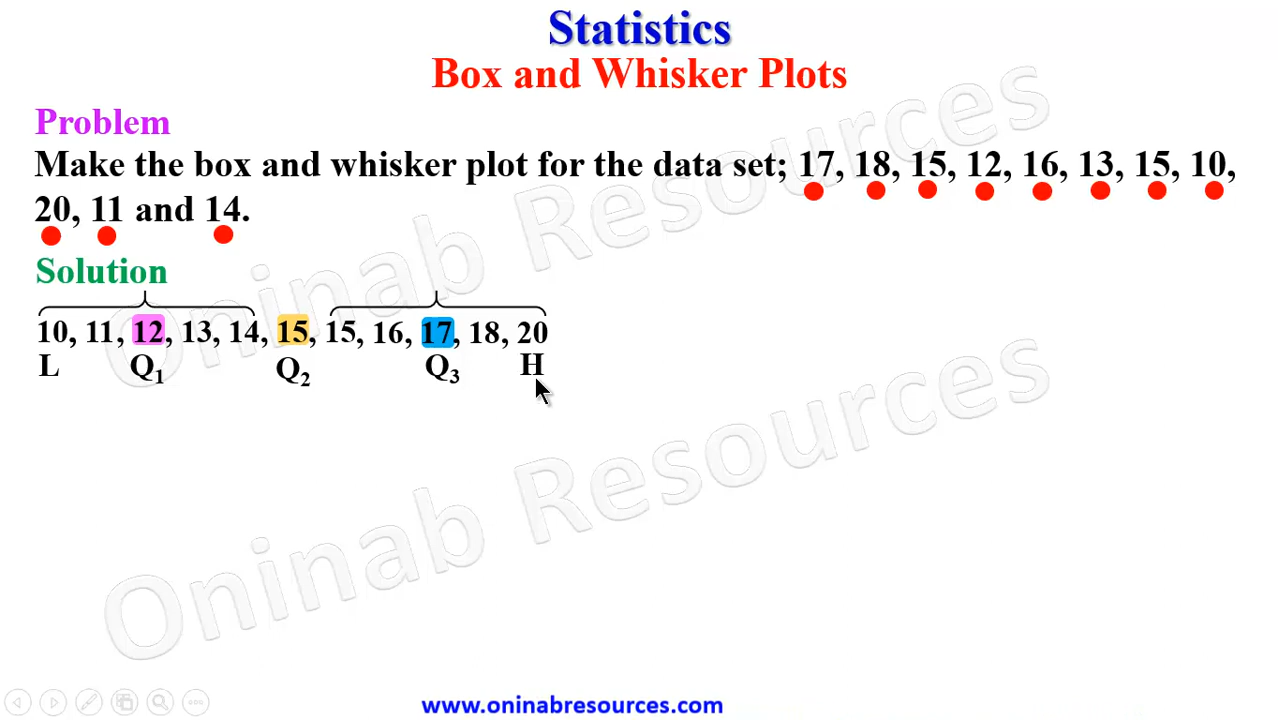 Statistics
Box and Whisker Plots
Problem
Make the box and whisker plot for the data set; 17, 18, 15, 12, 16, 13, 15, 10,
20, 11 and 14.
Solution
10, 11, 12, 13, 14, 15, 15, 16, 17, 18, 20
L Q₁ Q₂ Q₃ H
Oninab Resources
Oninab Resources
www.oninabresources.com